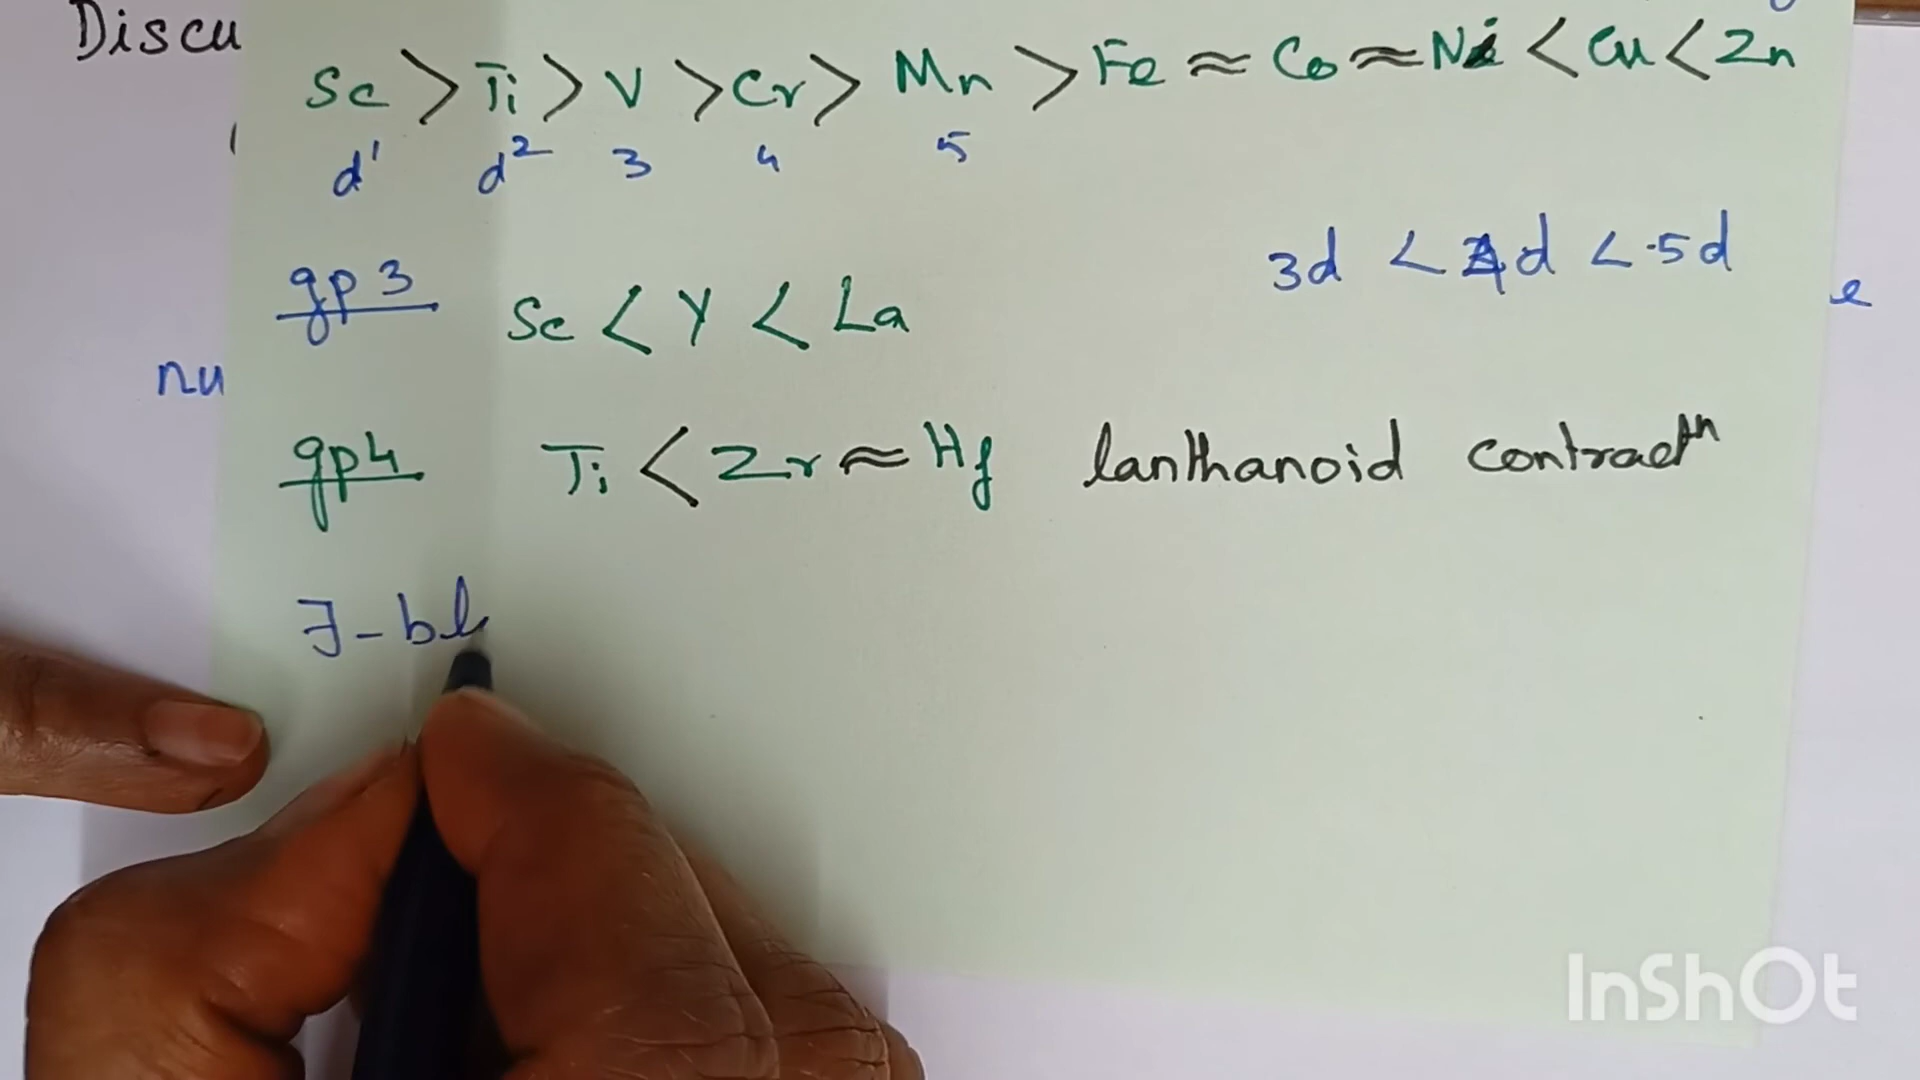 Discu
Sc > Ti > V > Cr > Mn > Fe ≈ Co ≈ Ni < Cu < Zn
d¹ d² 3 4 5
3d < 4d < 5d
gp 3 Sc < Y < La
e
nu
gp4 Ti < Zr ≈ Hf lanthanoid contractⁿ
F-bl
InShOt